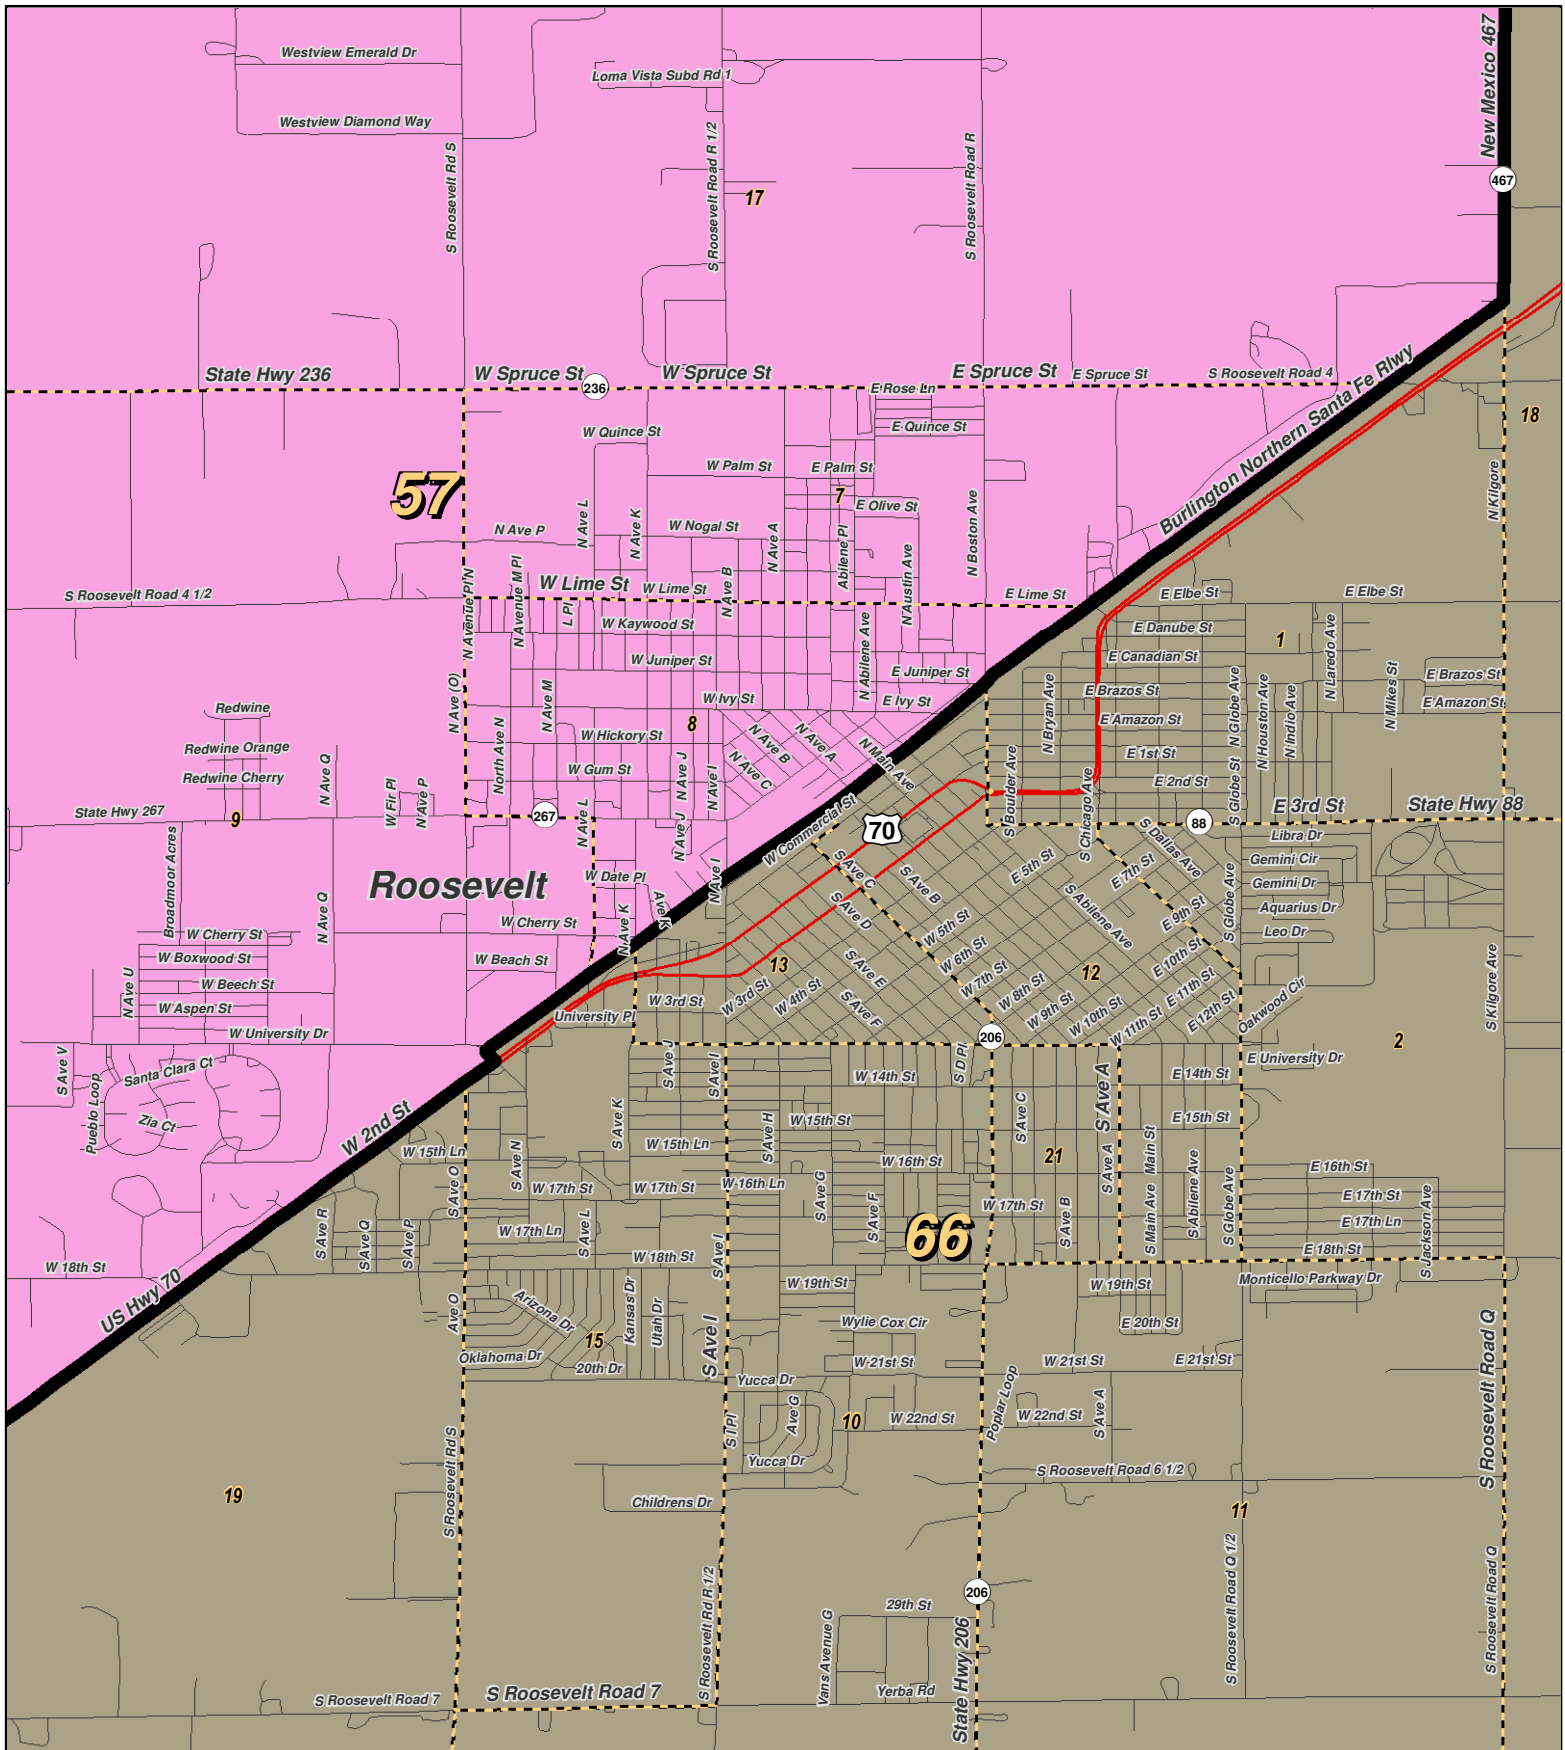 Westview Emerald Dr
Loma Vista Subd Rd 1
New Mexico 467
Westview Diamond Way
S Roosevelt Rd S
S Roosevelt Road R 1/2
S Roosevelt Road R
467
17
State Hwy 236
W Spruce St
236
W Spruce St
E Spruce St
E Spruce St
S Roosevelt Road 4
Burlington Northern Santa Fe Rlwy
E Rose Ln
18
W Quince St
E Quince St
57
W Palm St
E Palm St
7
E Olive St
N Kilgore
N Ave P
N Ave L
N Ave K
W Nogal St
N Ave A
Abilene Pl
N Austin Ave
N Boston Ave
S Roosevelt Road 4 1/2
N Avenue Pl N
N Avenue M Pl
W Lime St
W Lime St
N Ave B
E Lime St
E Elbe St
E Elbe St
L Pl
W Kaywood St
E Danube St
1
N Laredo Ave
W Juniper St
N Abilene Ave
E Juniper St
E Canadian St
N Ave (O)
N Ave M
W Ivy St
E Ivy St
N Bryan Ave
E Brazos St
N Globe Ave
N Houston Ave
N Indio Ave
N Mikes St
E Brazos St
E Amazon St
Redwine
8
E Amazon St
Redwine Orange
North Ave N
W Hickory St
N Ave B
N Ave A
N Main Ave
E 1st St
Redwine Cherry
N Ave Q
W Fir Pl
N Ave P
W Gum St
N Ave J
N Ave I
N Ave C
S Boulder Ave
E 2nd St
S Globe St
State Hwy 267
9
267
N Ave L
N Ave J
W Commercial St
70
S Chicago Ave
88
E 3rd St
State Hwy 88
Libra Dr
S Dallas Ave
Broadmoor Acres
Roosevelt
W Date Pl
N Ave I
S Ave C
S Ave B
E 5th St
E 7th St
Gemini Cir
Gemini Dr
N Ave Q
Ave K
N Ave K
S Ave D
S Abilene Ave
E 9th St
S Globe Ave
Aquarius Dr
Leo Dr
W Cherry St
W Cherry St
W 5th St
W Boxwood St
W Beach St
13
S Ave E
W 6th St
12
E 10th St
S Kilgore Ave
N Ave U
W Beech St
W 3rd St
W 3rd St
W 4th St
S Ave F
W 7th St
W 8th St
E 11th St
W Aspen St
University Pl
W 9th St
W 10th St
W 11th St
E 12th St
Oakwood Cir
W University Dr
206
2
S Ave V
Santa Clara Ct
Pueblo Loop
S Ave J
S Ave I
S D Pl
E University Dr
W 14th St
E 14th St
Zia Ct
W 2nd St
S Ave K
S Ave H
W 15th St
S Ave C
S Ave A
E 15th St
W 15th Ln
S Ave N
W 15th Ln
21
Main St
S Abilene Ave
W 16th St
E 16th St
S Ave O
W 17th St
W 17th St
W 16th Ln
S Ave G
S Ave F
W 17th St
S Ave A
E 17th St
S Ave R
S Ave Q
S Ave P
W 17th Ln
S Ave L
66
S Ave B
S Main Ave
S Globe Ave
E 17th Ln
S Jackson Ave
W 18th St
W 18th St
S Ave I
E 18th St
US Hwy 70
W 19th St
W 19th St
Monticello Parkway Dr
Ave O
Arizona Dr
Kansas Dr
Utah Dr
Wylie Cox Cir
E 20th St
15
S Ave I
Oklahoma Dr
20th Dr
W 21st St
W 21st St
E 21st St
S Roosevelt Road Q
Yucca Dr
Poplar Loop
S I Pl
Ave G
10
W 22nd St
W 22nd St
S Ave A
Yucca Dr
S Roosevelt Road 6 1/2
19
S Roosevelt Rd S
Childrens Dr
11
206
29th St
S Roosevelt Rd R 1/2
Vans Avenue G
State Hwy 206
S Roosevelt Road Q 1/2
S Roosevelt Road Q
S Roosevelt Road 7
S Roosevelt Road 7
Yerba Rd